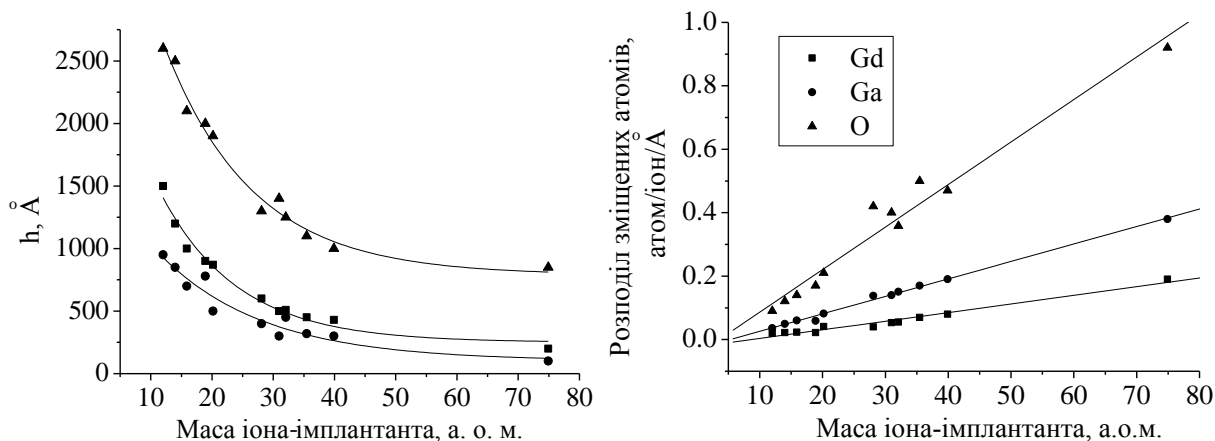 h, Å
2500
2000
1500
1000
500
0
10 20 30 40 50 60 70 80
Маса іона-імплантанта, а. о. м.
Розподіл зміщених атомів,
атом/іон/Å
1.0
0.8
0.6
0.4
0.2
0.0
Gd
Ga
O
10 20 30 40 50 60 70 80
Маса іона-імплантанта, а.о.м.